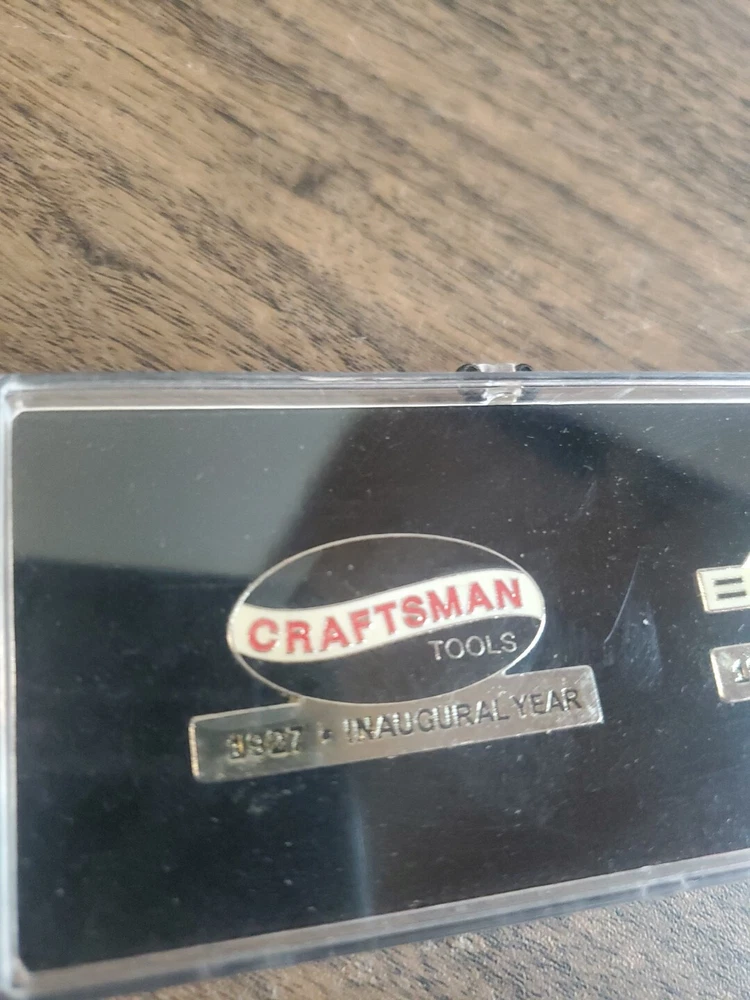 CRAFTSMAN
TOOLS
1927 • INAUGURAL YEAR